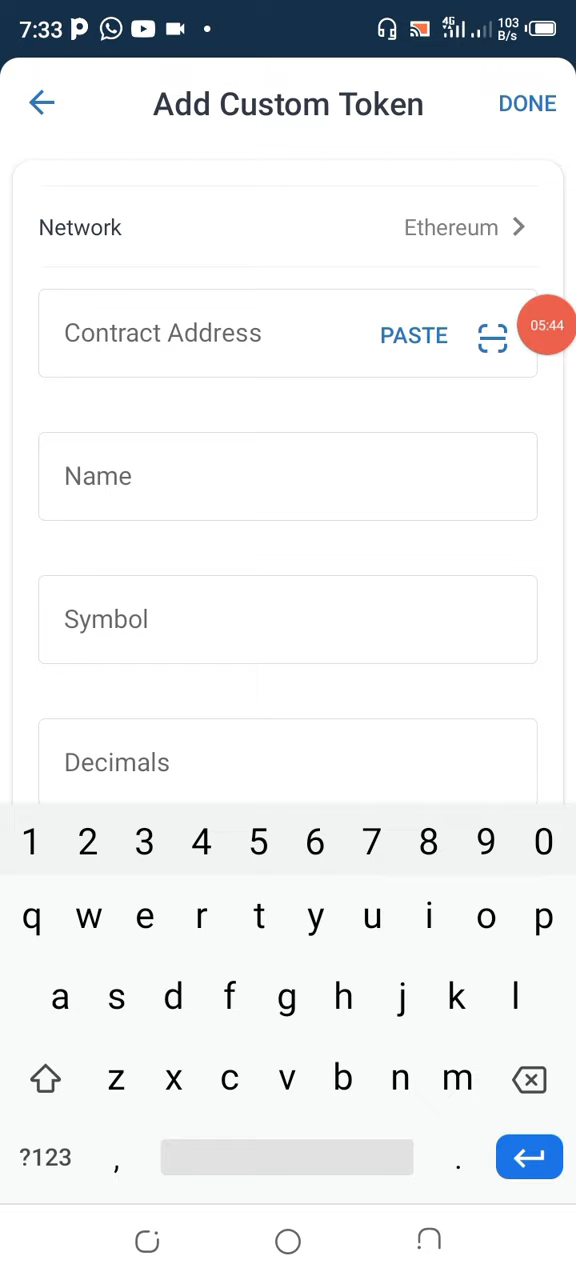 7:33 4G 103 B/s
Add Custom Token DONE
Network Ethereum
Contract Address PASTE
05:44
Name
Symbol
Decimals
1 2 3 4 5 6 7 8 9 0
q w e r t y u i o p
a s d f g h j k l
z x c v b n m
?123 , .